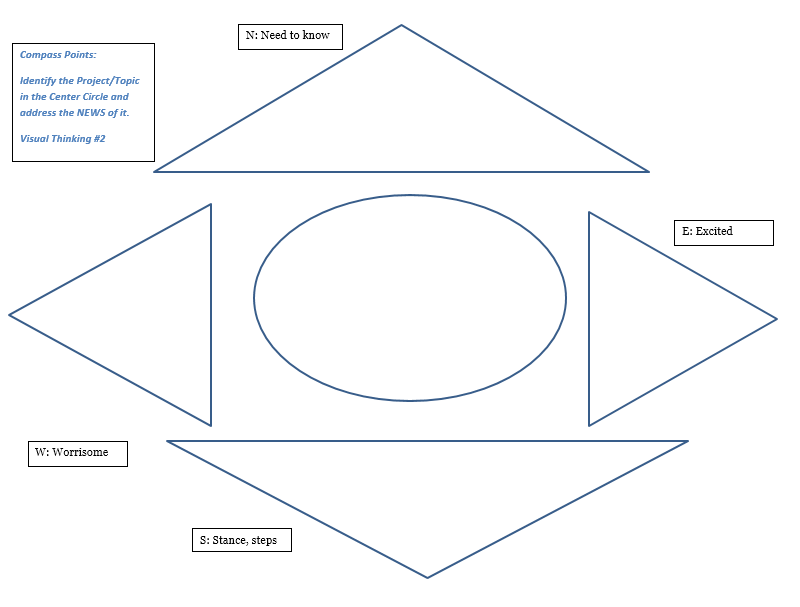 N: Need to know
Compass Points:
Identify the Project/Topic
in the Center Circle and
address the NEWS of it.
Visual Thinking #2
E: Excited
W: Worrisome
S: Stance, steps